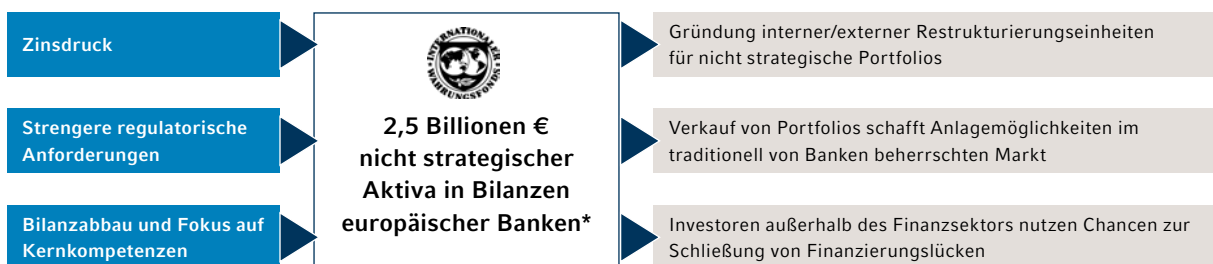 Zinsdruck
Strengere regulatorische
Anforderungen
Bilanzabbau und Fokus auf
Kernkompetenzen
INTERNATIONALER
WÄHRUNGSFONDS
2,5 Billionen €
nicht strategischer
Aktiva in Bilanzen
europäischer Banken*
Gründung interner/externer Restrukturierungseinheiten
für nicht strategische Portfolios
Verkauf von Portfolios schafft Anlagemöglichkeiten im
traditionell von Banken beherrschten Markt
Investoren außerhalb des Finanzsektors nutzen Chancen zur
Schließung von Finanzierungslücken